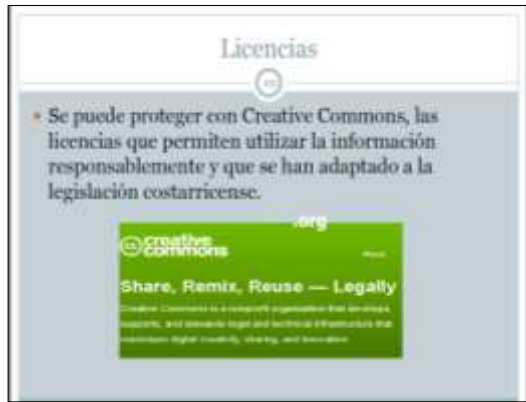 Licencias
• Se puede proteger con Creative Commons, las
licencias que permiten utilizar la información
responsablemente y que se han adaptado a la
legislación costarricense.
.org
cc creative
commons
Share, Remix, Reuse — Legally
Creative Commons is a nonprofit organization that develops,
supports, and stewards legal and technical infrastructure that
maximizes digital creativity, sharing, and innovation.